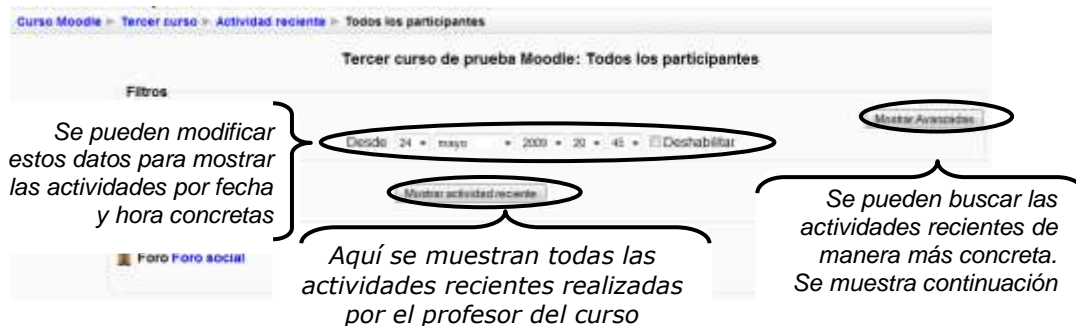 Curso Moodle ► Tercer curso ► Actividad reciente ► Todos los participantes
Tercer curso de prueba Moodle: Todos los participantes
Filtros
Mostrar Avanzadas
Desde 24 mayo 2009 20 45 Deshabilitar
Mostrar actividad reciente
Se pueden modificar
estos datos para mostrar
las actividades por fecha
y hora concretas
Se pueden buscar las
actividades recientes de
manera más concreta.
Se muestra continuación
Foro Foro social
Aquí se muestran todas las
actividades recientes realizadas
por el profesor del curso